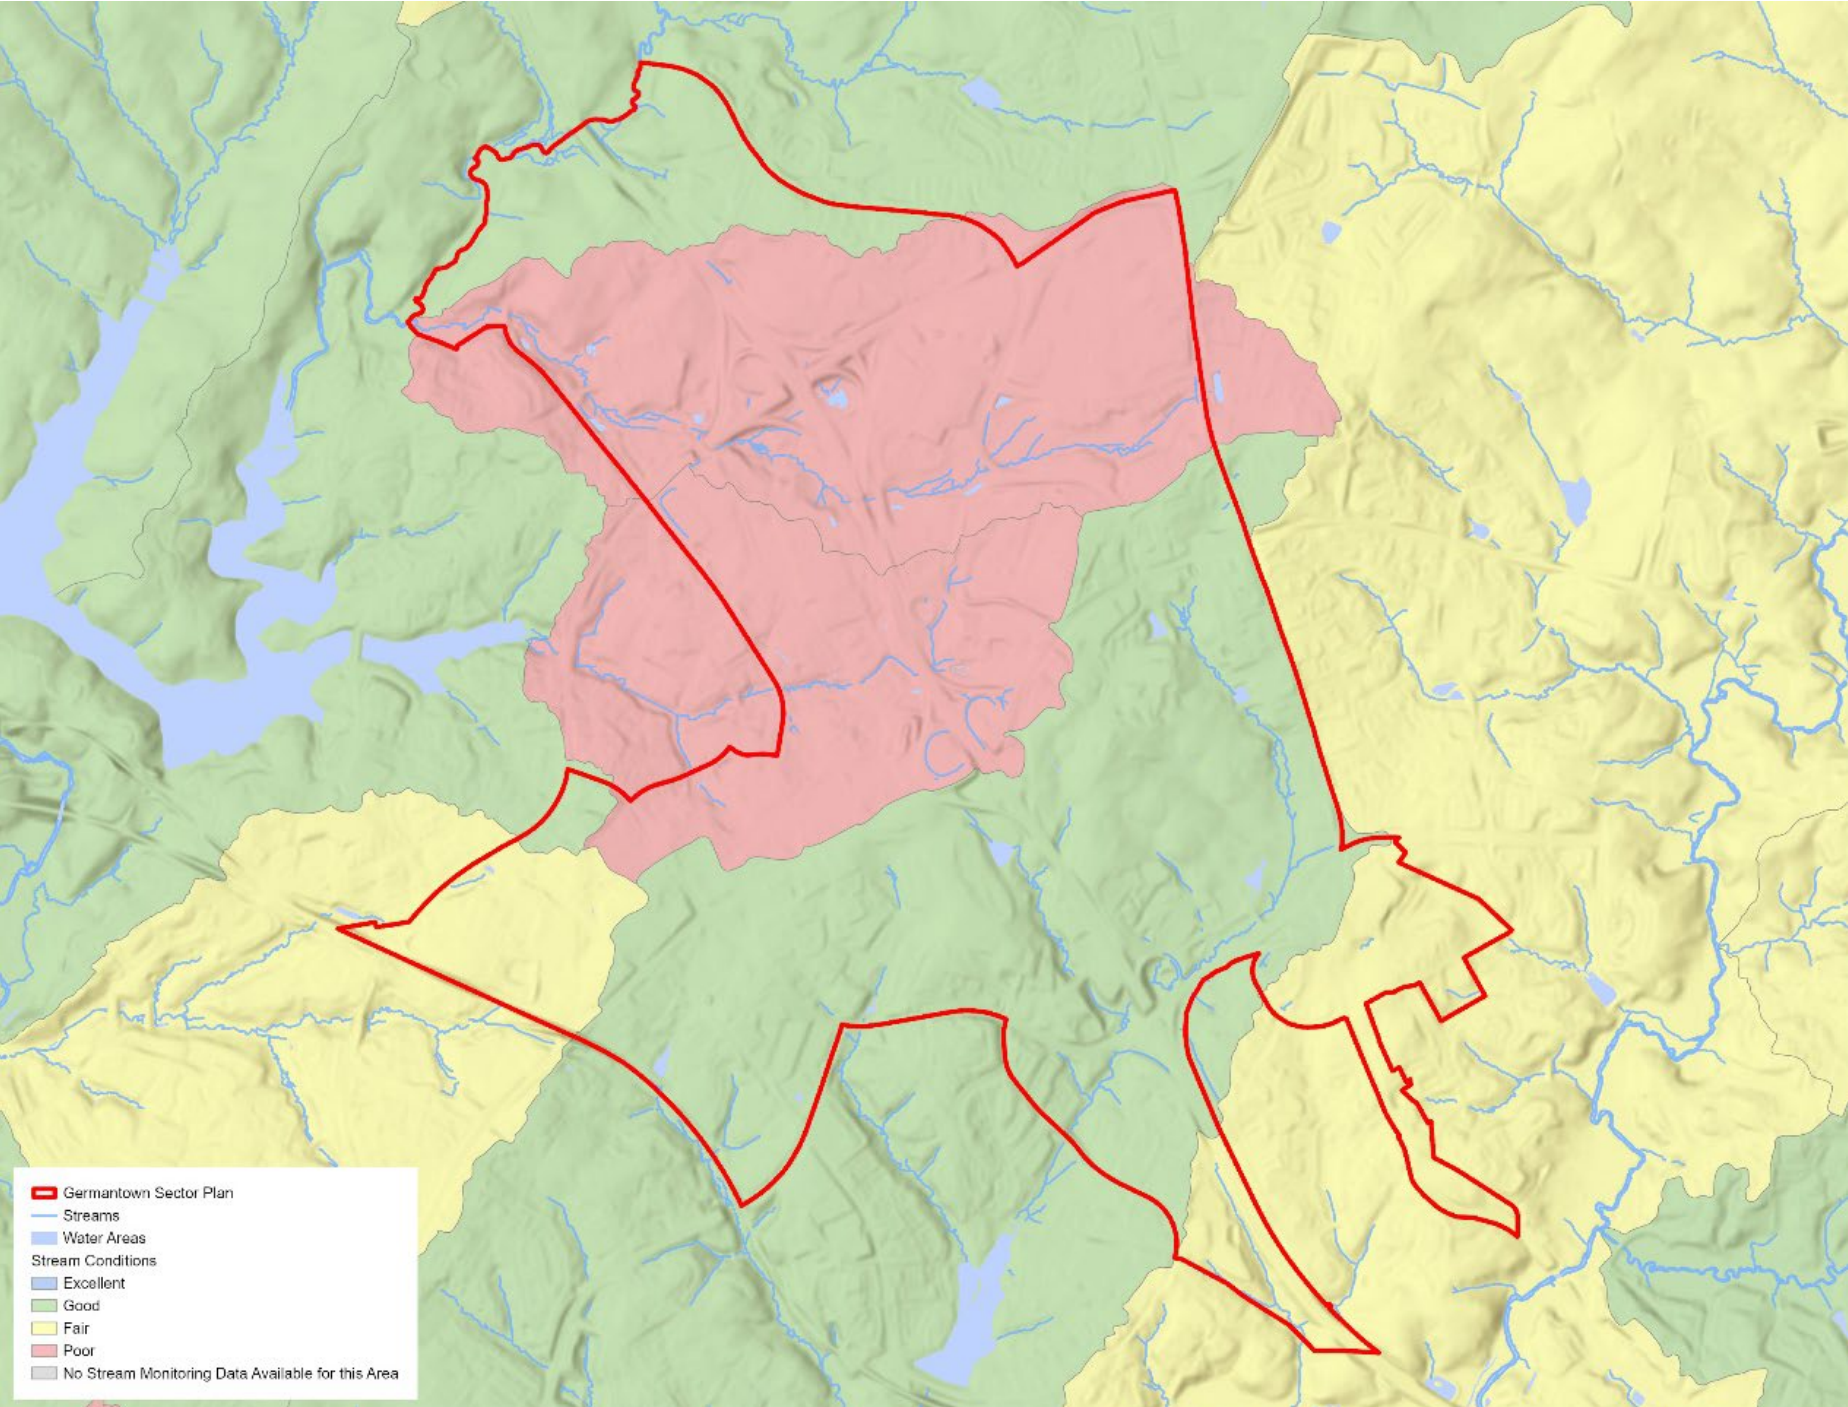 Germantown Sector Plan
Streams
Water Areas
Stream Conditions
Excellent
Good
Fair
Poor
No Stream Monitoring Data Available for this Area